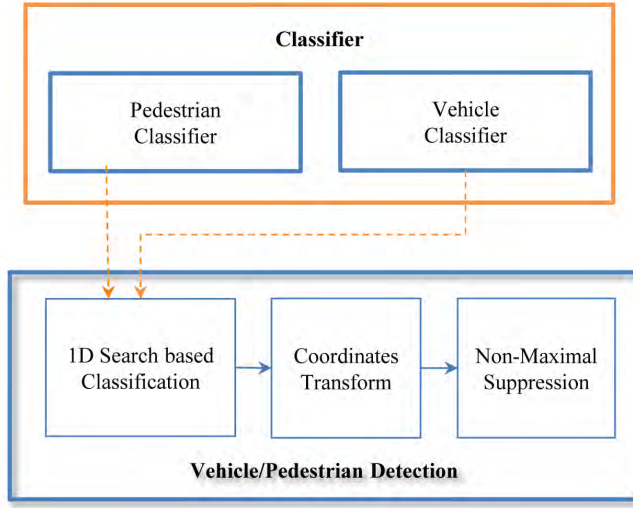 Classifier
Pedestrian
Classifier
Vehicle
Classifier
1D Search based
Classification
Coordinates
Transform
Non-Maximal
Suppression
Vehicle/Pedestrian Detection